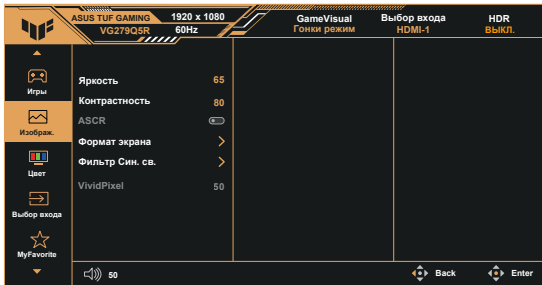 ASUS TUF GAMING 1920 x 1080 GameVisual Выбор входа HDR
VG279Q5R 60Hz Гонки режим HDMI-1 ВЫКЛ.
Игры
Изображ.
Цвет
Выбор входа
MyFavorite
Яркость 65
Контрастность 80
ASCR
Формат экрана
Фильтр Син. св.
VividPixel 50
50 Back Enter